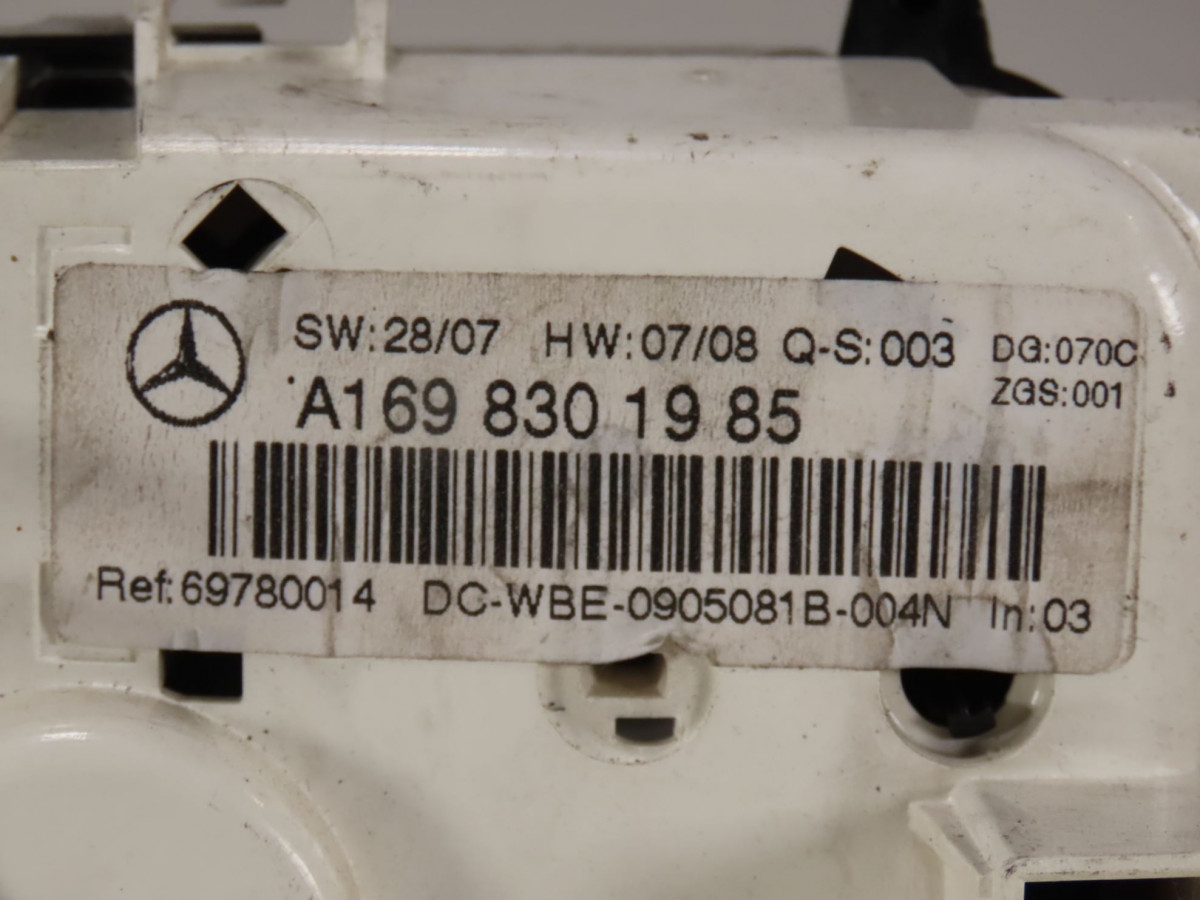 SW:28/07 HW:07/08 Q-S:003 DG:070C
ZGS:001
A169 830 19 85
Ref:69780014 DC-WBE-0905081B-004N In:03